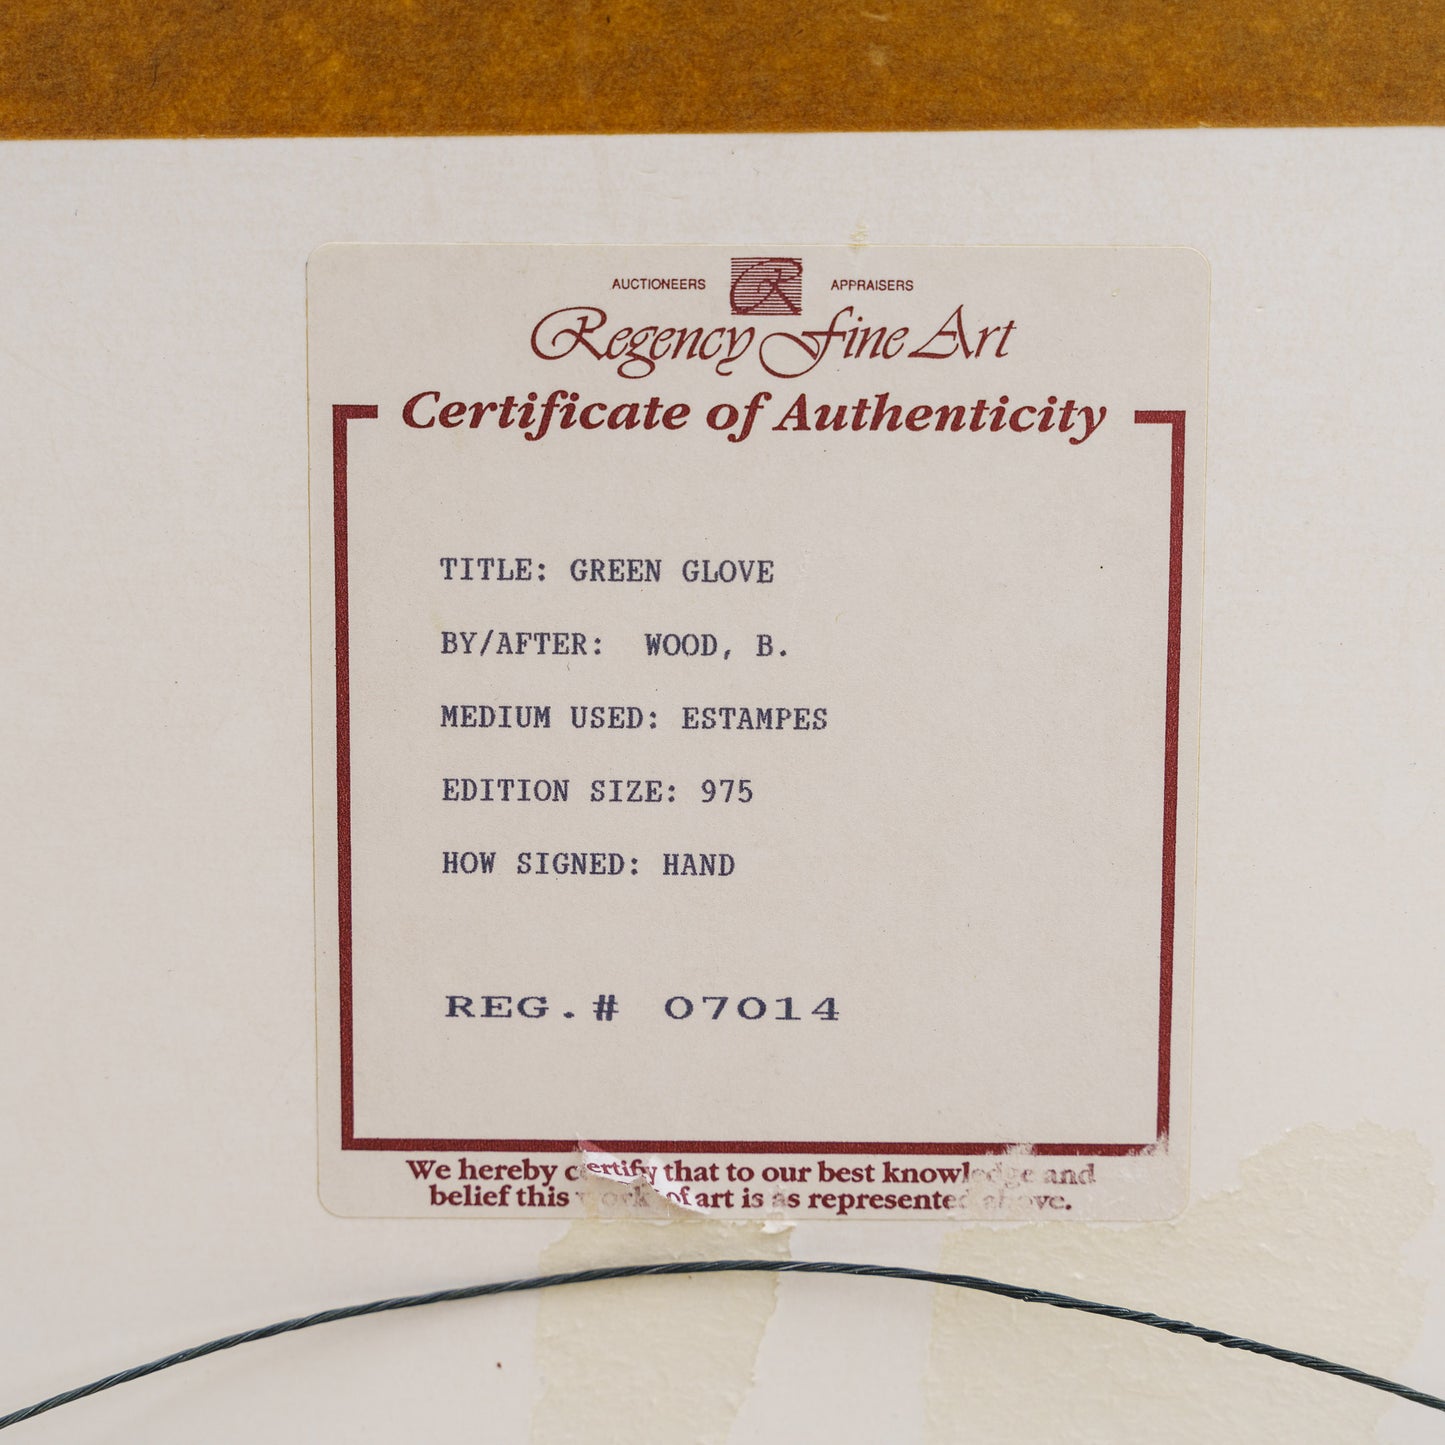 AUCTIONEERS R APPRAISERS
Regency Fine Art
Certificate of Authenticity
TITLE: GREEN GLOVE
BY/AFTER: WOOD, B.
MEDIUM USED: ESTAMPES
EDITION SIZE: 975
HOW SIGNED: HAND
REG.# 07014
We hereby certify that to our best knowledge and
belief this work of art is as represented above.